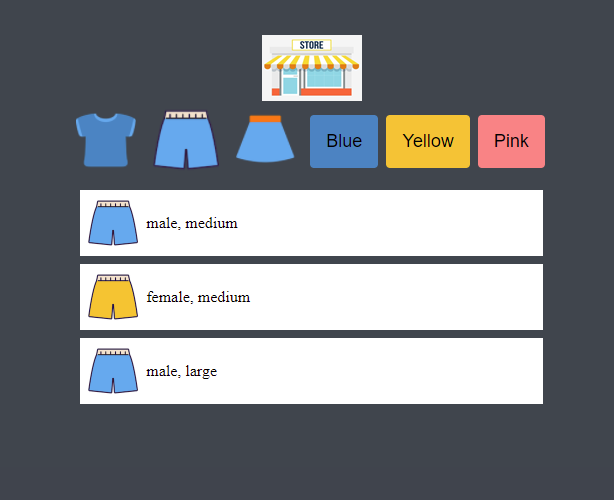 STORE
Blue Yellow Pink
male, medium
female, medium
male, large